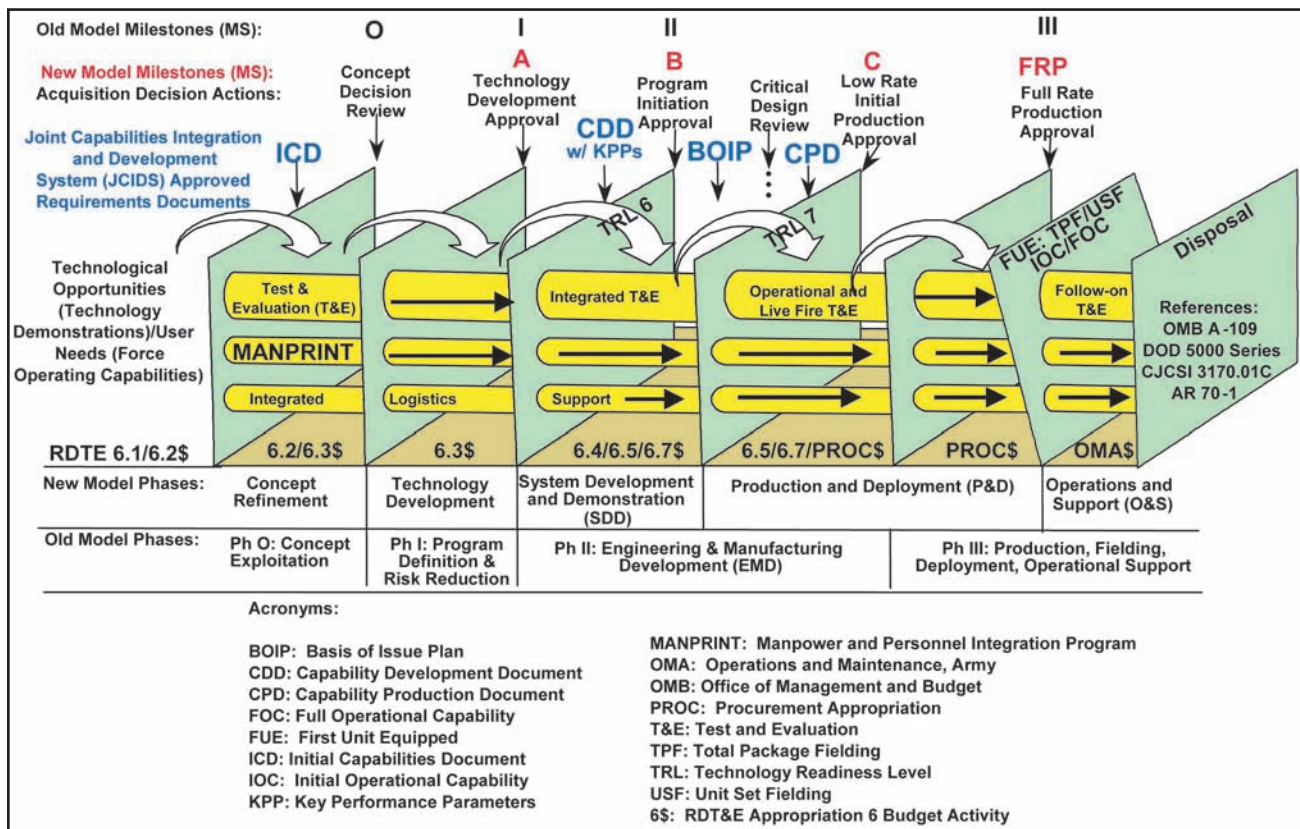 Old Model Milestones (MS):
O
I
II
III
New Model Milestones (MS):
A
B
C
FRP
Acquisition Decision Actions:
Concept
Decision
Review
Technology
Development
Approval
Program
Initiation
Approval
Critical
Design
Review
Low Rate
Initial
Production
Approval
Full Rate
Production
Approval
Joint Capabilities Integration
and Development
System (JCIDS) Approved
Requirements Documents
ICD
CDD
w/ KPPs
BOIP
CPD
TRL 6
TRL 7
FUE: TPF/USF
IOC/FOC
Disposal
Technological
Opportunities
(Technology
Demonstrations)/User
Needs (Force
Operating Capabilities)
Test &
Evaluation (T&E)
Integrated T&E
Operational and
Live Fire T&E
Follow-on
T&E
MANPRINT
Integrated
Logistics
Support
References:
OMB A-109
DOD 5000 Series
CJCSI 3170.01C
AR 70-1
RDTE 6.1/6.2$
6.2/6.3$
6.3$
6.4/6.5/6.7$
6.5/6.7/PROC$
PROC$
OMA$
New Model Phases:
Concept
Refinement
Technology
Development
System Development
and Demonstration
(SDD)
Production and Deployment (P&D)
Operations and
Support (O&S)
Old Model Phases:
Ph O: Concept
Exploitation
Ph I: Program
Definition &
Risk Reduction
Ph II: Engineering & Manufacturing
Development (EMD)
Ph III: Production, Fielding,
Deployment, Operational Support
Acronyms:
BOIP: Basis of Issue Plan
CDD: Capability Development Document
CPD: Capability Production Document
FOC: Full Operational Capability
FUE: First Unit Equipped
ICD: Initial Capabilities Document
IOC: Initial Operational Capability
KPP: Key Performance Parameters
MANPRINT: Manpower and Personnel Integration Program
OMA: Operations and Maintenance, Army
OMB: Office of Management and Budget
PROC: Procurement Appropriation
T&E: Test and Evaluation
TPF: Total Package Fielding
TRL: Technology Readiness Level
USF: Unit Set Fielding
6$: RDT&E Appropriation 6 Budget Activity